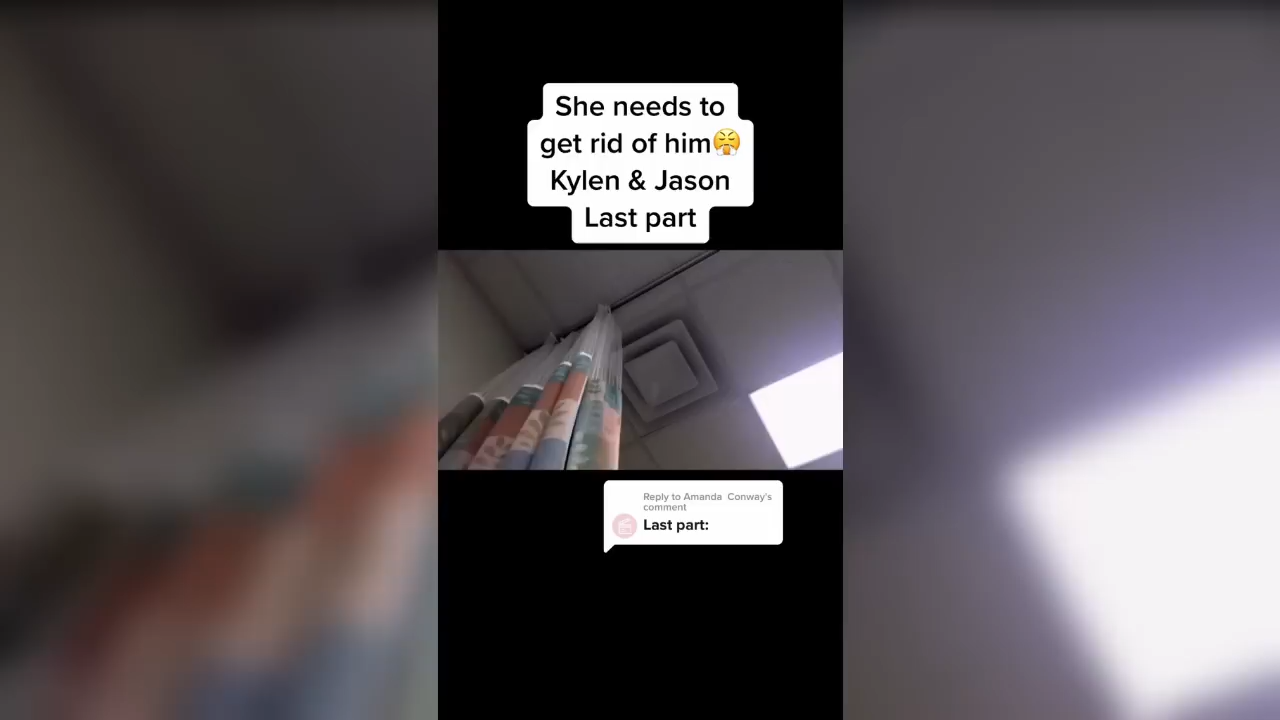 She needs to
get rid of him😤
Kylen & Jason
Last part
Reply to Amanda Conway's
comment
Last part: